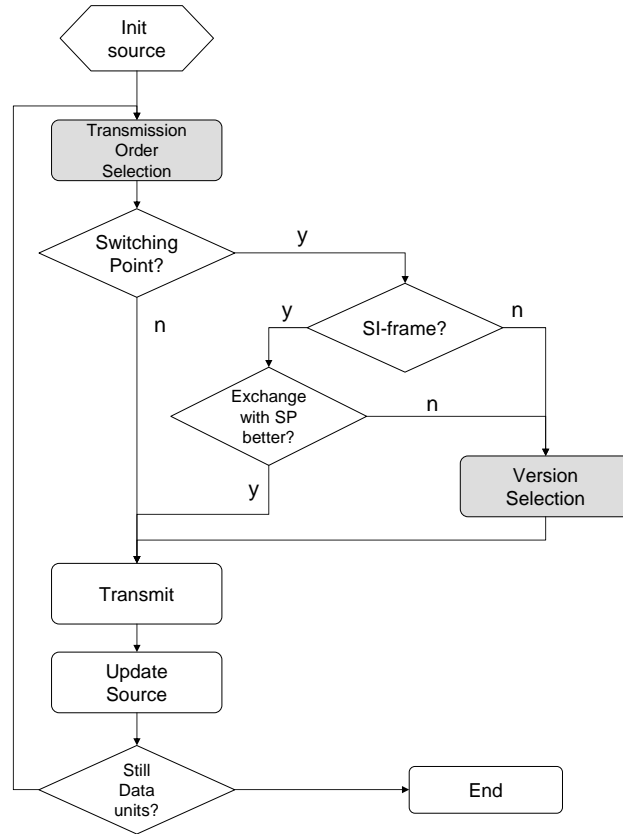 Init
source
Transmission
Order
Selection
Switching
Point?
y
n
SI-frame?
y
n
Exchange
with SP
better?
n
y
Version
Selection
Transmit
Update
Source
Still
Data
units?
End